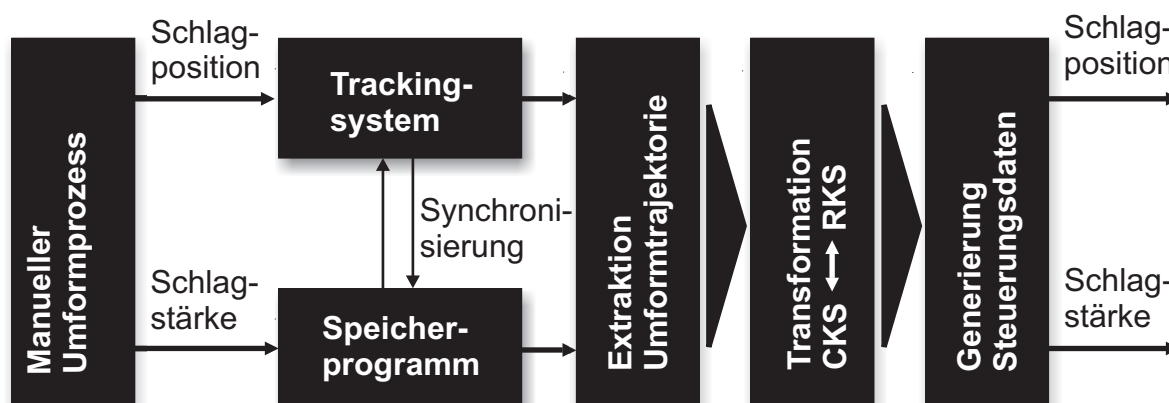 Manueller
Umformprozess
Schlag-
position
Schlag-
stärke
Tracking-
system
Synchroni-
sierung
Speicher-
programm
Extraktion
Umformtrajektorie
Transformation
CKS ↔ RKS
Generierung
Steuerungsdaten
Schlag-
position
Schlag-
stärke